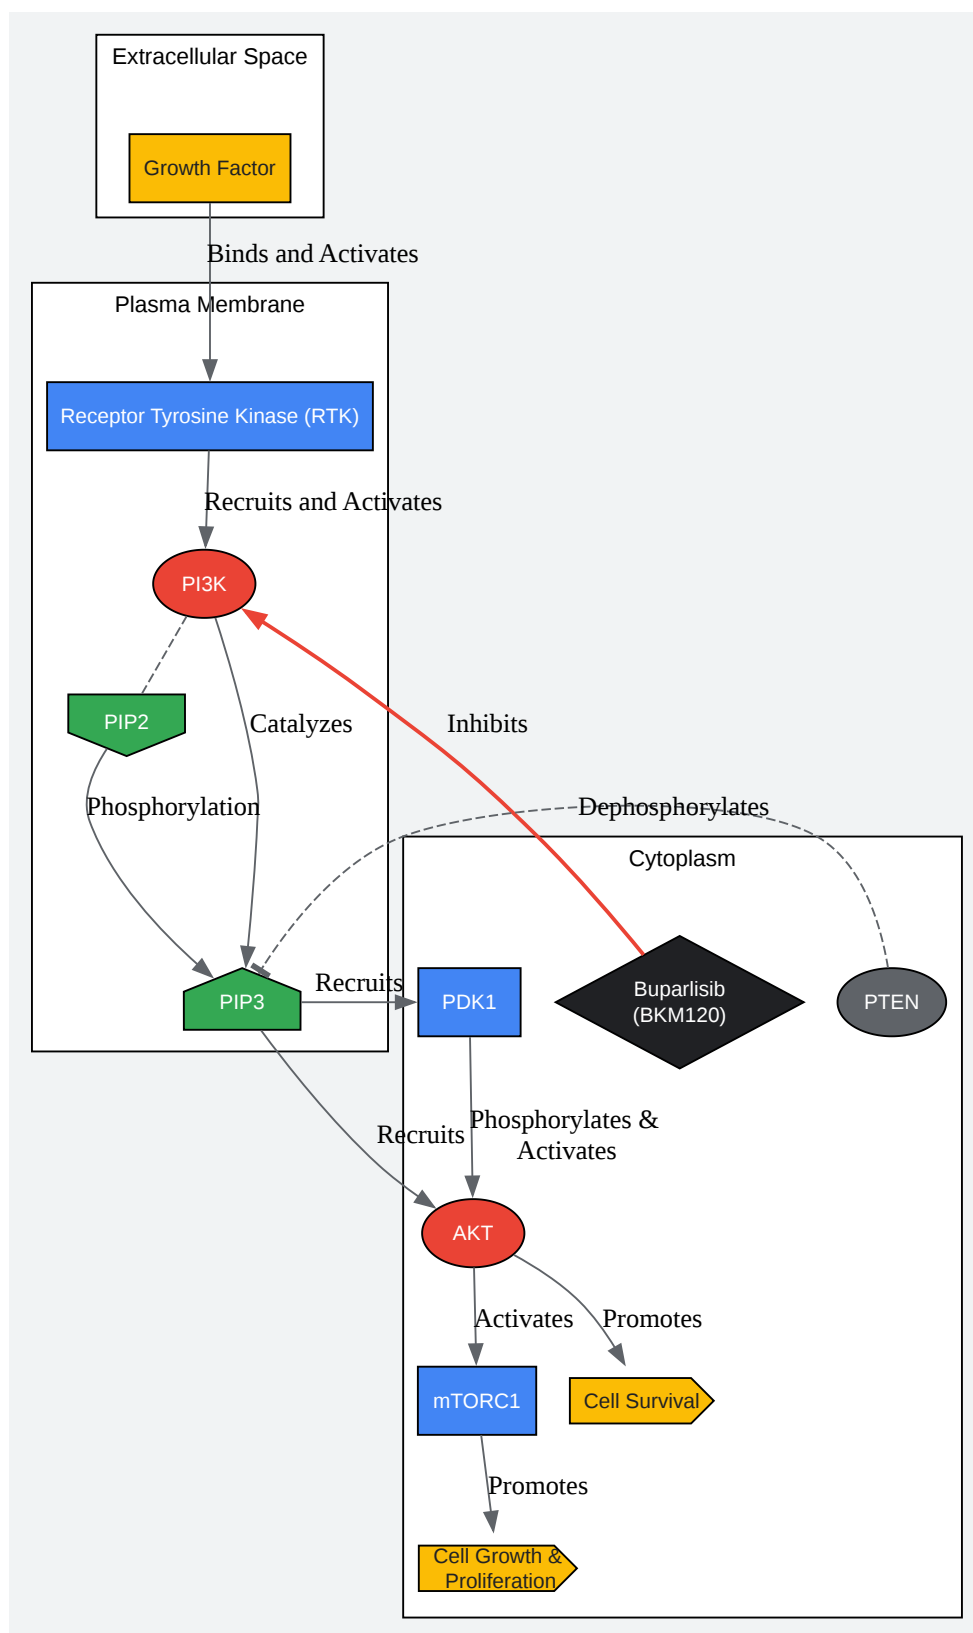 Extracellular Space
Growth Factor
Binds and Activates
Plasma Membrane
Receptor Tyrosine Kinase (RTK)
Recruits and Activates
PI3K
PIP2
Catalyzes
Inhibits
Phosphorylation
Dephosphorylates
Cytoplasm
PIP3
Recruits
PDK1
Buparlisib
(BKM120)
PTEN
Recruits
Phosphorylates &
Activates
AKT
Activates
Promotes
mTORC1
Cell Survival
Promotes
Cell Growth &
Proliferation